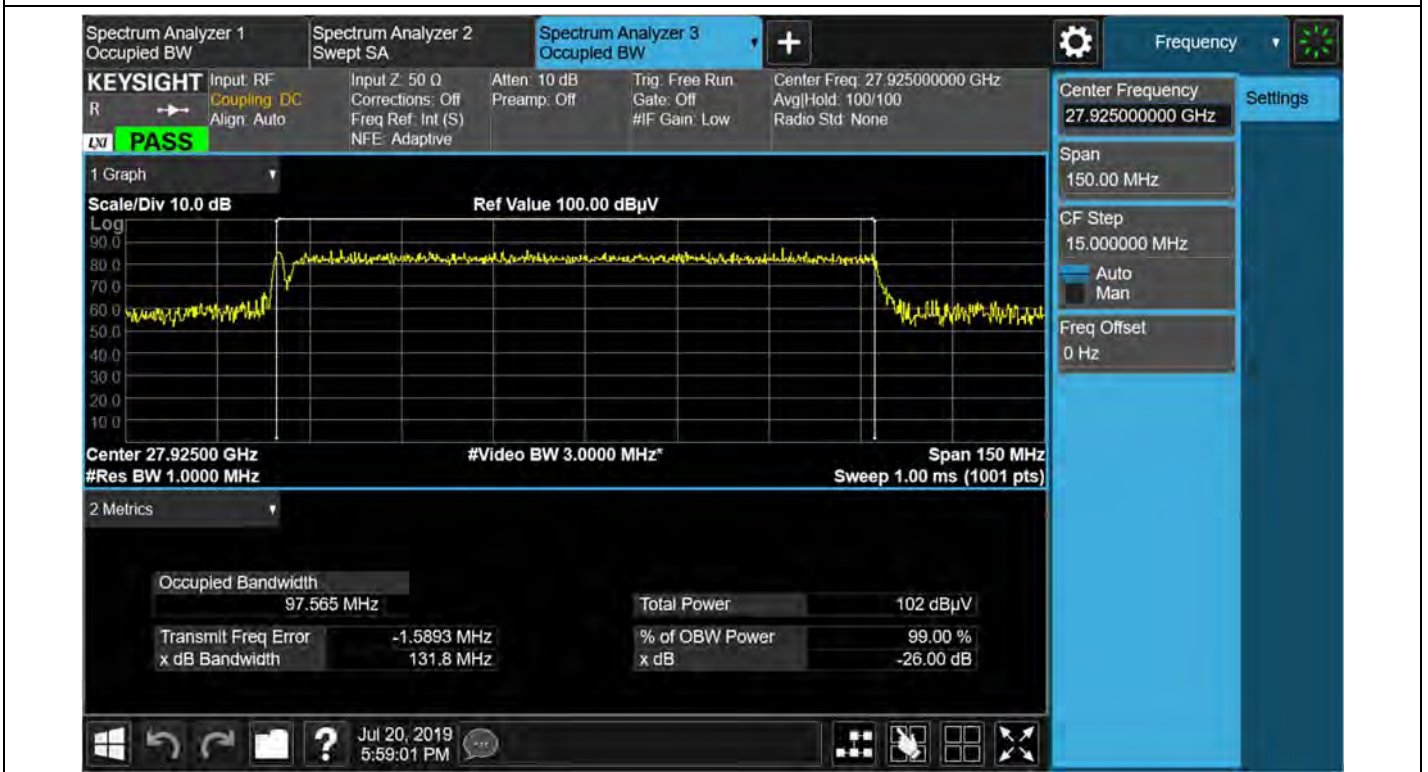 Spectrum Analyzer 1
Occupied BW
Spectrum Analyzer 2
Swept SA
Spectrum Analyzer 3
Occupied BW
Frequency
KEYSIGHT
R
LXI
PASS
Input: RF
Coupling: DC
Align: Auto
Input Z: 50 Ω
Corrections: Off
Freq Ref: Int (S)
NFE: Adaptive
Atten: 10 dB
Preamp: Off
Trig: Free Run
Gate: Off
#IF Gain: Low
Center Freq: 27.925000000 GHz
Avg|Hold: 100/100
Radio Std: None
Center Frequency
27.925000000 GHz
Settings
Span
150.00 MHz
CF Step
15.000000 MHz
Auto
Man
Freq Offset
0 Hz
1 Graph
Scale/Div 10.0 dB
Ref Value 100.00 dBµV
Log
90.0
80.0
70.0
60.0
50.0
40.0
30.0
20.0
10.0
Center 27.92500 GHz
#Video BW 3.0000 MHz*
Span 150 MHz
#Res BW 1.0000 MHz
Sweep 1.00 ms (1001 pts)
2 Metrics
Occupied Bandwidth
97.565 MHz
Total Power 102 dBµV
Transmit Freq Error -1.5893 MHz
% of OBW Power 99.00 %
x dB Bandwidth 131.8 MHz
x dB -26.00 dB
?
Jul 20, 2019
5:59:01 PM